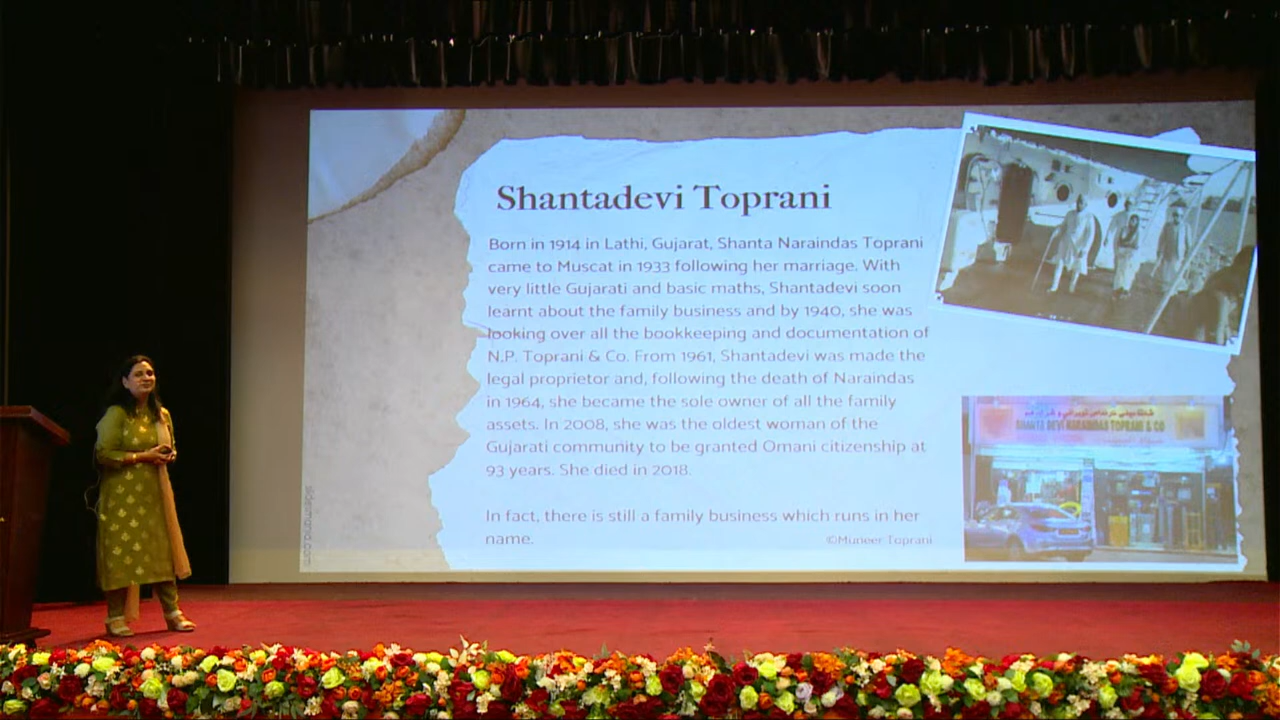 Shantadevi Toprani
Born in 1914 in Lathi, Gujarat, Shanta Naraindas Toprani
came to Muscat in 1933 following her marriage. With
very little Gujarati and basic maths, Shantadevi soon
learnt about the family business and by 1940, she was
looking over all the bookkeeping and documentation of
N.P. Toprani & Co. From 1961, Shantadevi was made the
legal proprietor and, following the death of Naraindas
in 1964, she became the sole owner of all the family
assets. In 2008, she was the oldest woman of the
Gujarati community to be granted Omani citizenship at
93 years. She died in 2018.
In fact, there is still a family business which runs in her
name.
©Muneer Toprani
SHANTA DEVI NARAINDAS TOPRANI & CO
slidesmania.com